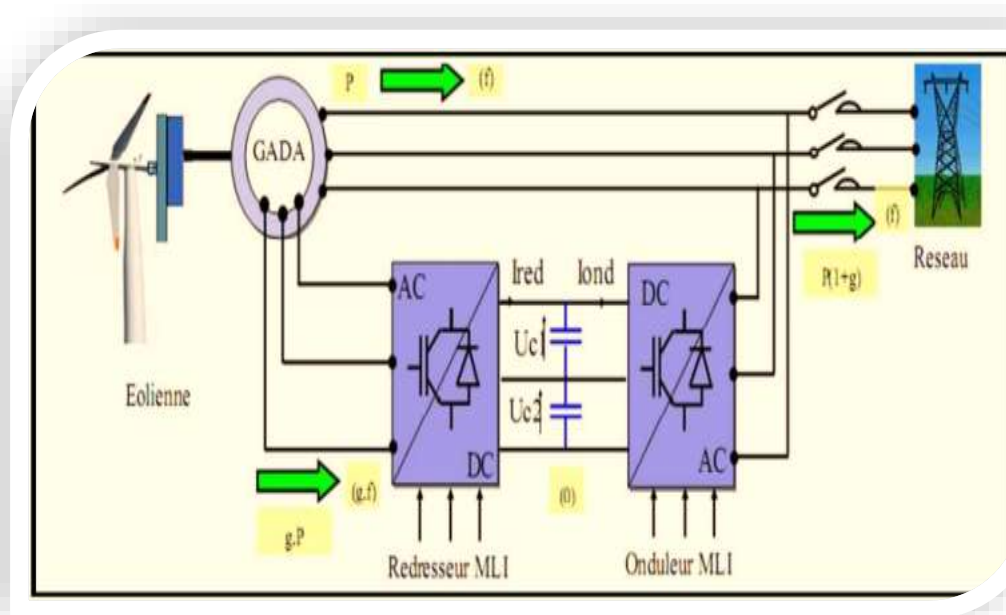 P
(f)
GADA
(f)
Reseau
P(1+g)
AC
Ired
Iond
DC
Uc1
Eolienne
Uc2
DC
AC
(g.f)
(0)
g.P
Redresseur MLI
Onduleur MLI